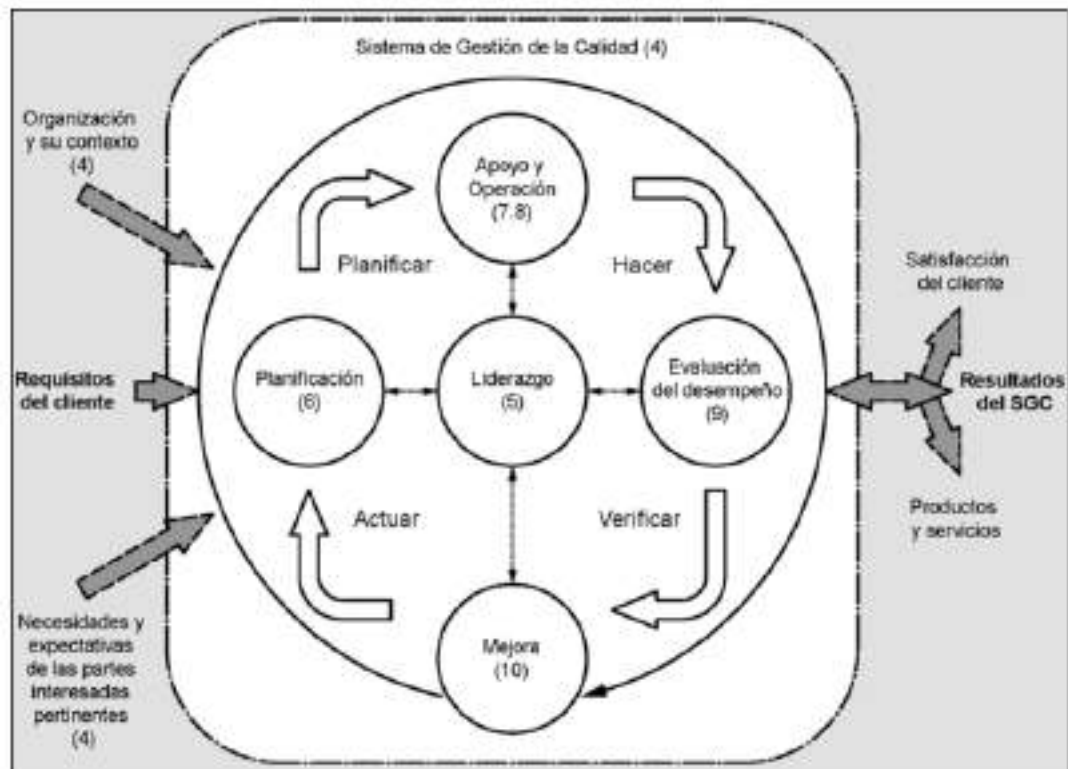 Sistema de Gestión de la Calidad (4)
Organización
y su contexto
(4)
Apoyo y
Operación
(7.8)
Planificar
Hacer
Satisfacción
del cliente
Requisitos
del cliente
Planificación
(6)
Liderazgo
(5)
Evaluación
del desempeño
(9)
Resultados
del SGC
Actuar
Verificar
Productos
y servicios
Necesidades y
expectativas
de las partes
interesadas
pertinentes
(4)
Mejora
(10)